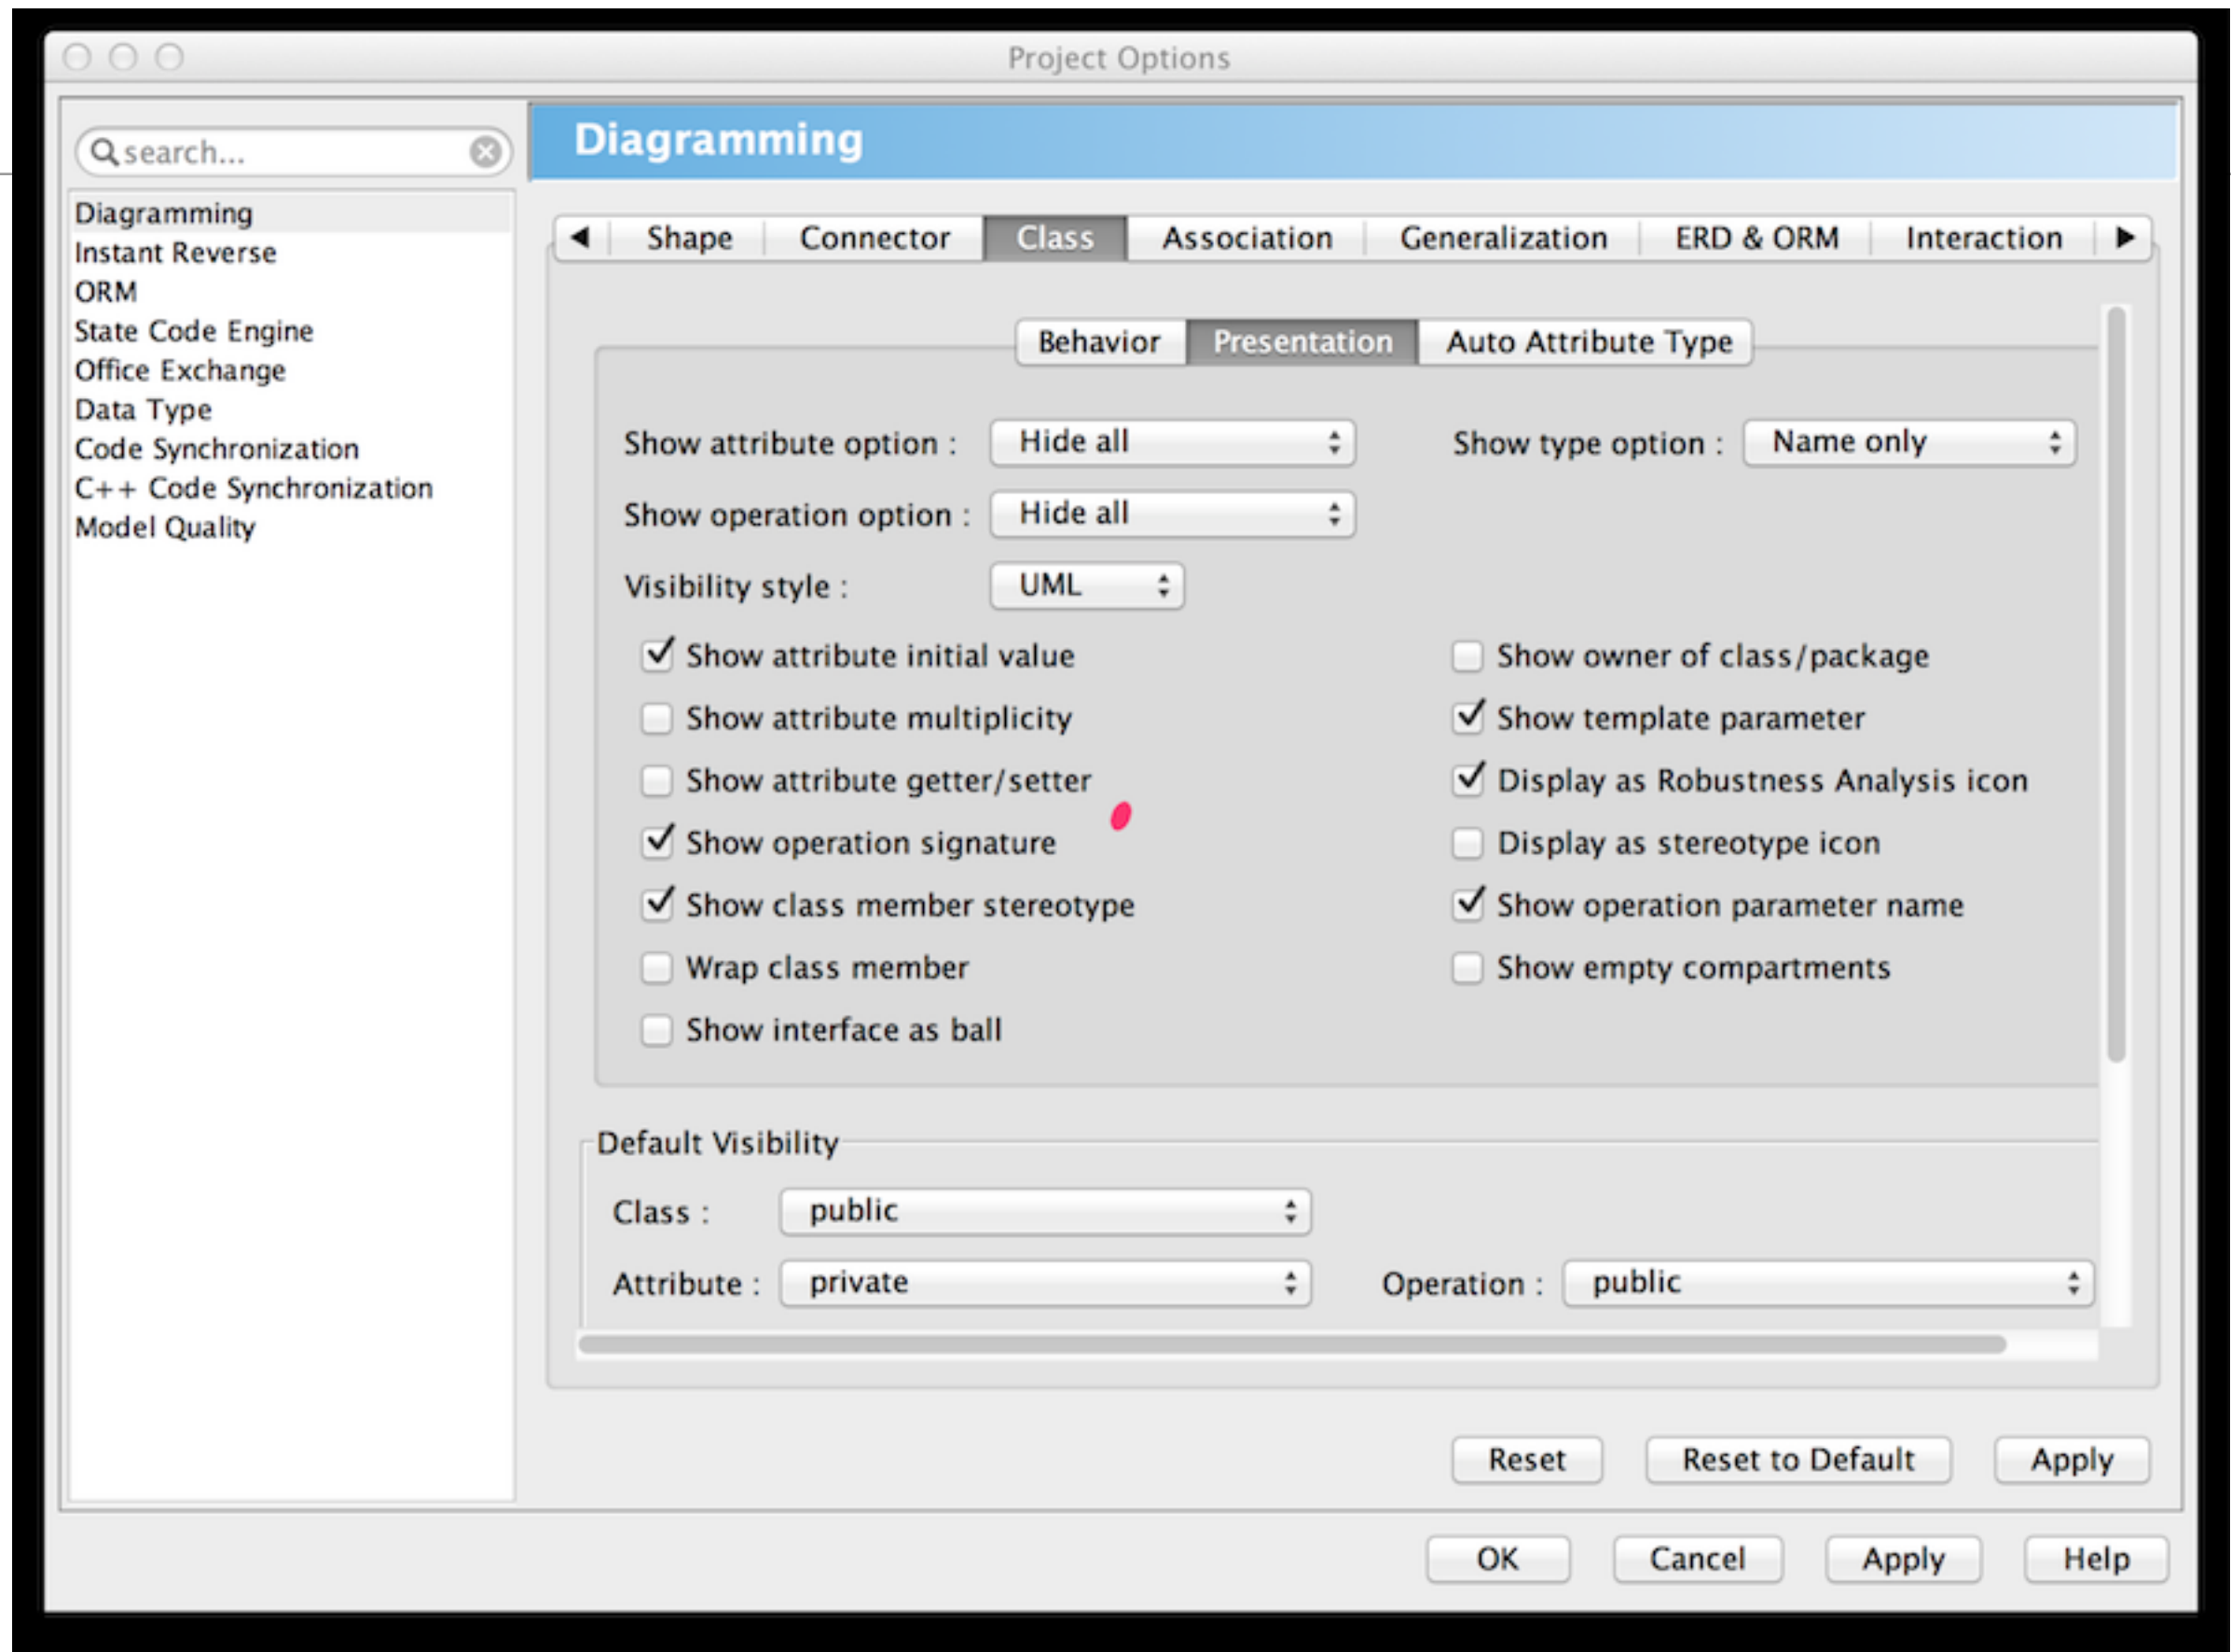 Project Options
search...
Diagramming
Instant Reverse
ORM
State Code Engine
Office Exchange
Data Type
Code Synchronization
C++ Code Synchronization
Model Quality
Diagramming
Shape Connector Class Association Generalization ERD & ORM Interaction
Behavior Presentation Auto Attribute Type
Show attribute option : Hide all Show type option : Name only
Show operation option : Hide all
Visibility style : UML
Show attribute initial value Show owner of class/package
Show attribute multiplicity Show template parameter
Show attribute getter/setter Display as Robustness Analysis icon
Show operation signature Display as stereotype icon
Show class member stereotype Show operation parameter name
Wrap class member Show empty compartments
Show interface as ball
Default Visibility
Class : public
Attribute : private Operation : public
Reset Reset to Default Apply
OK Cancel Apply Help